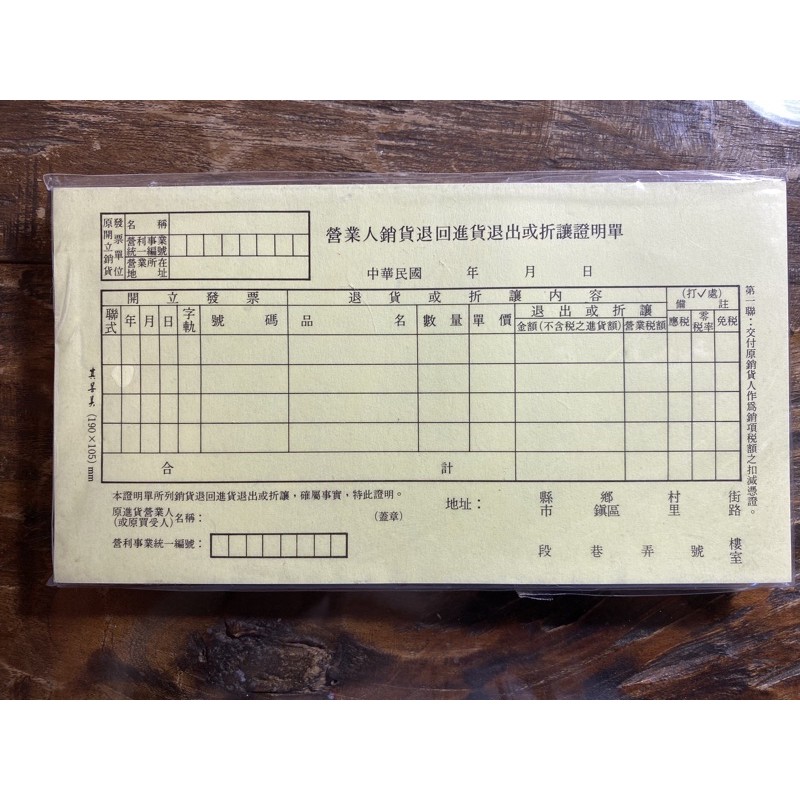 原開立銷貨
發票單位
名 稱
營利事業
統一編號
營業所在
地 址
營業人銷貨退回進貨退出或折讓證明單
中華民國 年 月 日
開立發票 退貨或折讓內容 (打✓處)
備 註
聯式 年 月 日 字軌 號 碼 品 名 數量 單價 退出或折讓 應稅 零稅率 免稅
金額(不含稅之進貨額) 營業稅額
合 計
第一聯：交付原銷貨人作為銷項稅額之扣減憑證。
(190×105)mm
本證明單所列銷貨退回進貨退出或折讓，確屬事實，特此證明。
原進貨營業人
(或原買受人)
名稱： (蓋章)
營利事業統一編號：
地址： 縣 鄉 村 街
市 鎮區 里 路
段 巷 弄 號 樓
室